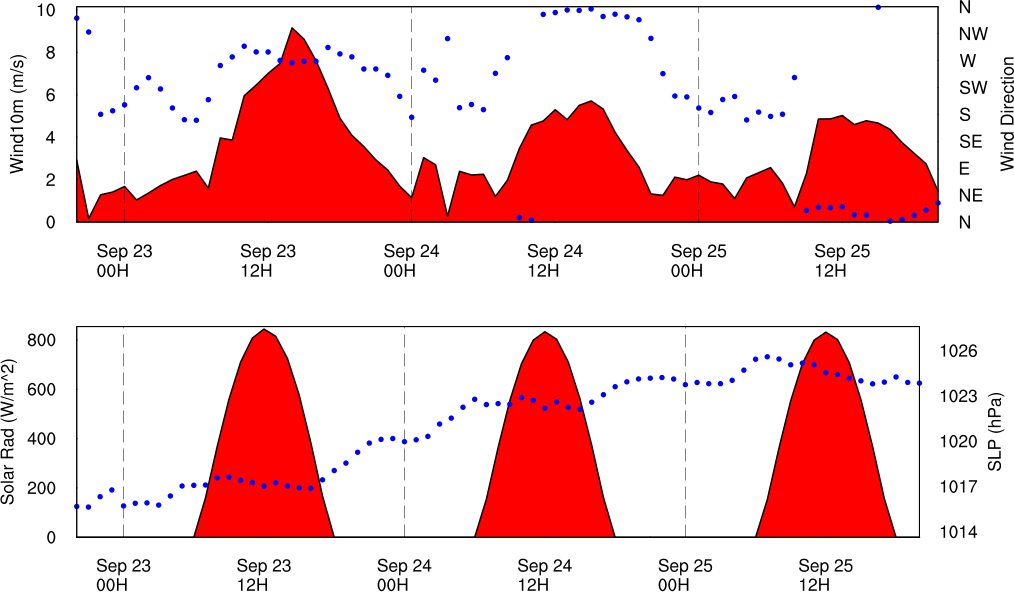 10
8
6
4
2
0
Wind10m (m/s)
N
NW
W
SW
S
SE
E
NE
N
Wind Direction
Sep 23 Sep 23 Sep 24 Sep 24 Sep 25 Sep 25
00H 12H 00H 12H 00H 12H
800
600
400
200
0
Solar Rad (W/m^2)
1026
1023
1020
1017
1014
SLP (hPa)
Sep 23 Sep 23 Sep 24 Sep 24 Sep 25 Sep 25
00H 12H 00H 12H 00H 12H